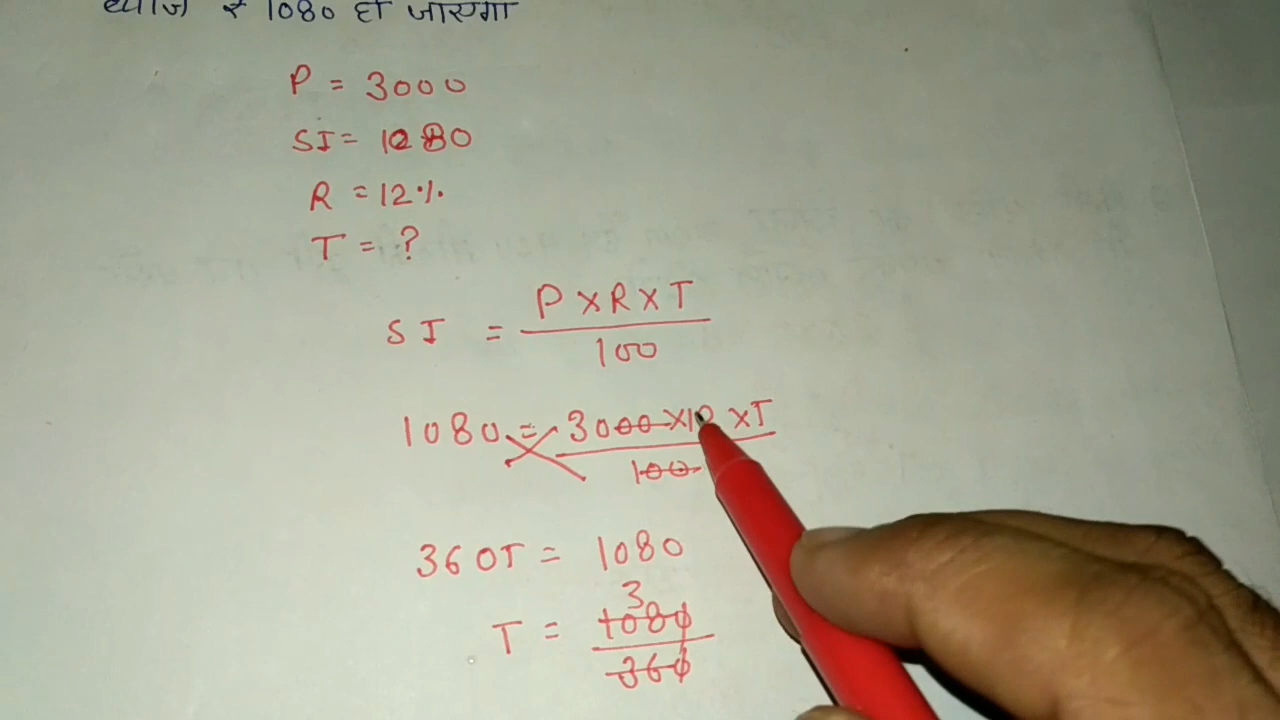 ब्याज ₹ 1080 हो जाएगा
P = 3000
SI = 1080
R = 12%
T = ?
SI = P × R × T
100
1080 = 3000 × 12 × T
100
360T = 1080
3
T = 1080
360